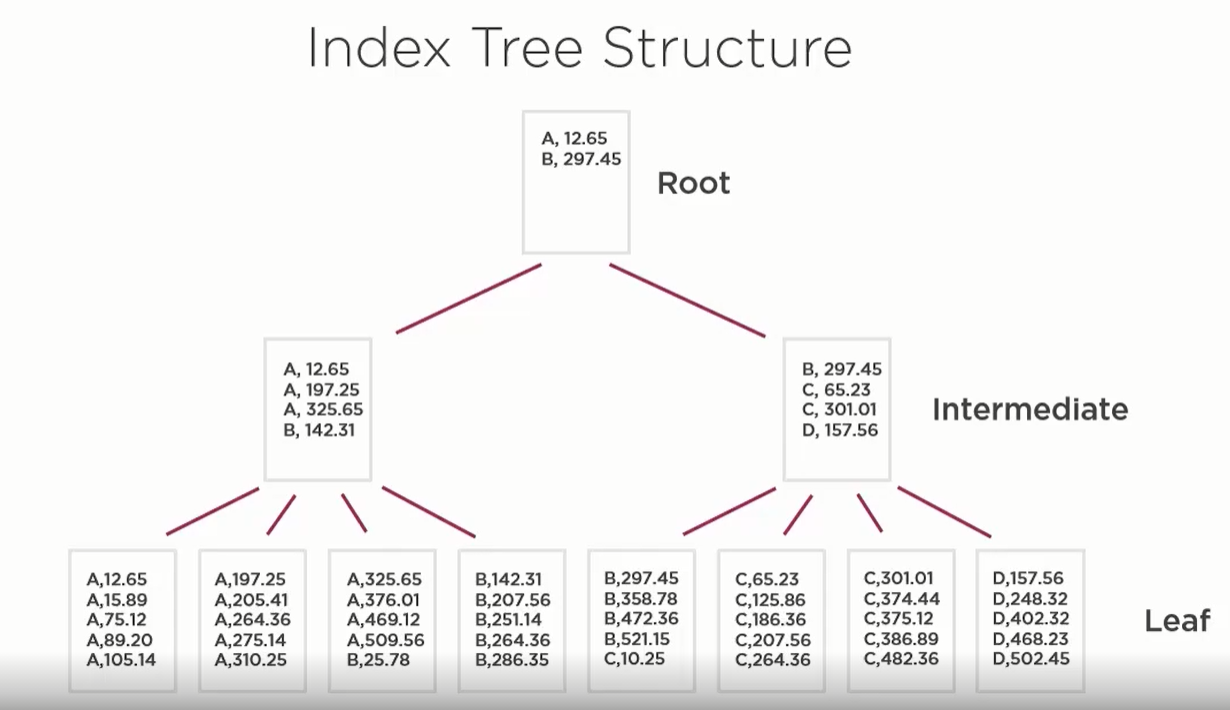 Index Tree Structure
A, 12.65
B, 297.45
Root
A, 12.65
A, 197.25
A, 325.65
B, 142.31
B, 297.45
C, 65.23
C, 301.01
D, 157.56
Intermediate
A,12.65
A,15.89
A,75.12
A,89.20
A,105.14
A,197.25
A,205.41
A,264.36
A,275.14
A,310.25
A,325.65
A,376.01
A,469.12
A,509.56
B,25.78
B,142.31
B,207.56
B,251.14
B,264.36
B,286.35
B,297.45
B,358.78
B,472.36
B,521.15
C,10.25
C,65.23
C,125.86
C,186.36
C,207.56
C,264.36
C,301.01
C,374.44
C,375.12
C,386.89
C,482.36
D,157.56
D,248.32
D,402.32
D,468.23
D,502.45
Leaf